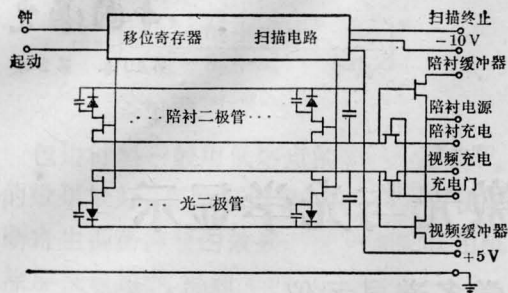 钟
起动
移位寄存器 扫描电路
扫描终止
-10V
陪衬缓冲器
···陪衬二极管···
陪衬电源
陪衬充电
视频充电
充电门
···光二极管
视频缓冲器
+5V